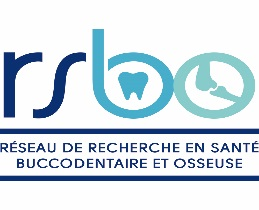 rsbo
RÉSEAU DE RECHERCHE EN SANTÉ
BUCCODENTAIRE ET OSSEUSE